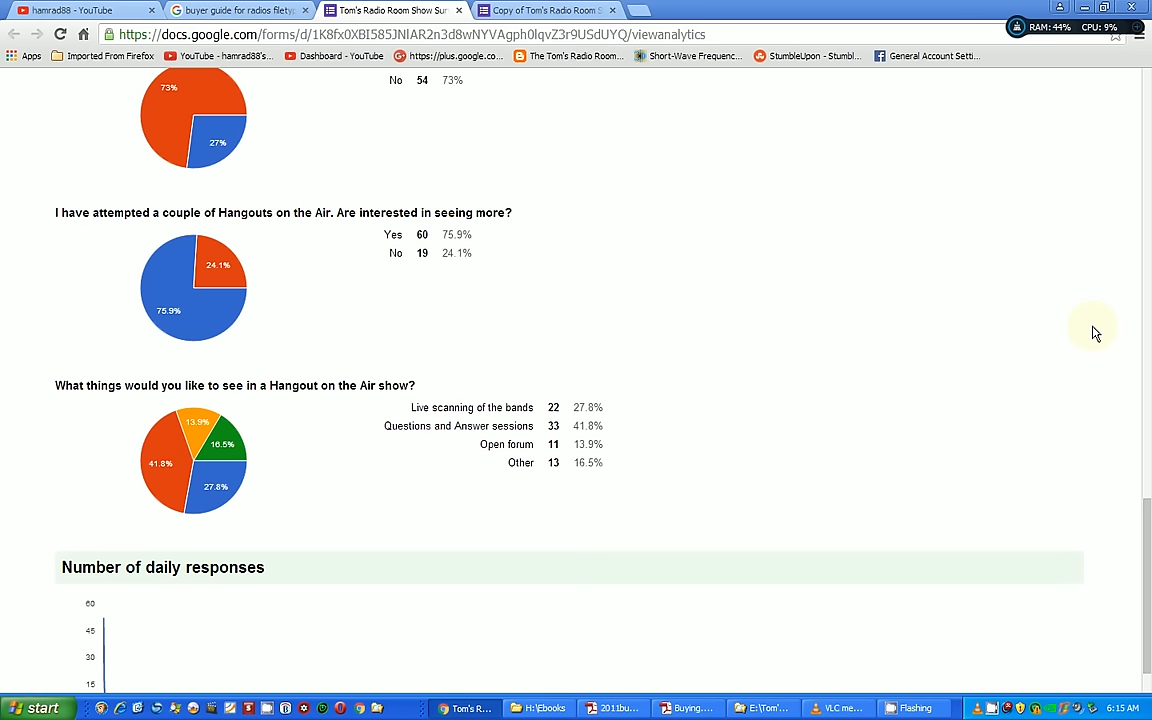 hamrad88 - YouTube
buyer guide for radios filetyp
Tom's Radio Room Show Sur
Copy of Tom's Radio Room S
https://docs.google.com/forms/d/1K8fx0XBI585JNlAR2n3d8wNYVAgph0lqvZ3r9USdUYQ/viewanalytics
RAM: 44% CPU: 9%
Apps
Imported From Firefox
YouTube - hamrad88's...
Dashboard - YouTube
https://plus.google.co...
The Tom's Radio Room...
Short-Wave Frequenc...
StumbleUpon - Stumbl...
General Account Setti...
73%
27%
No 54 73%
I have attempted a couple of Hangouts on the Air. Are interested in seeing more?
24.1%
75.9%
Yes 60 75.9%
No 19 24.1%
What things would you like to see in a Hangout on the Air show?
13.9%
16.5%
41.8%
27.8%
Live scanning of the bands 22 27.8%
Questions and Answer sessions 33 41.8%
Open forum 11 13.9%
Other 13 16.5%
Number of daily responses
60
45
30
15
start
Tom's R...
H:\Ebooks
2011bu...
Buying....
E:\Tom'...
VLC me...
Flashing
6:15 AM